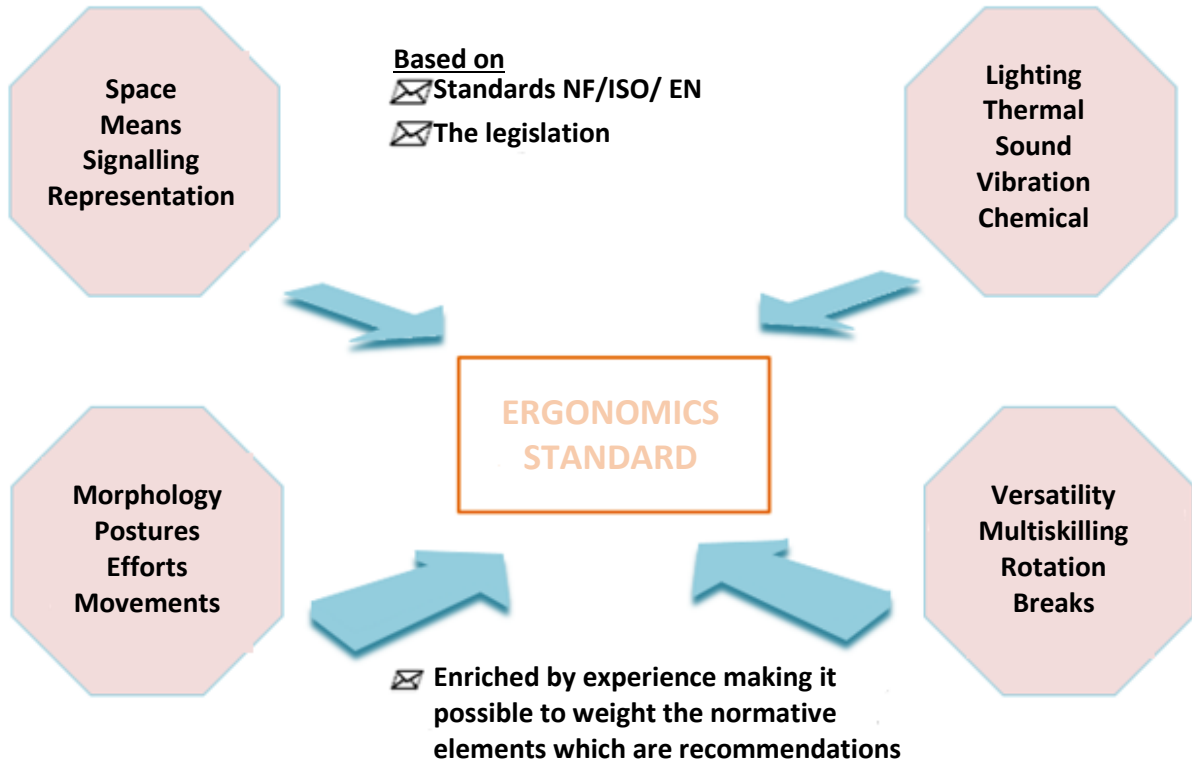 Space
Means
Signalling
Representation
Based on
Standards NF/ISO/ EN
The legislation
Lighting
Thermal
Sound
Vibration
Chemical
ERGONOMICS
STANDARD
Morphology
Postures
Efforts
Movements
Versatility
Multiskilling
Rotation
Breaks
Enriched by experience making it
possible to weight the normative
elements which are recommendations